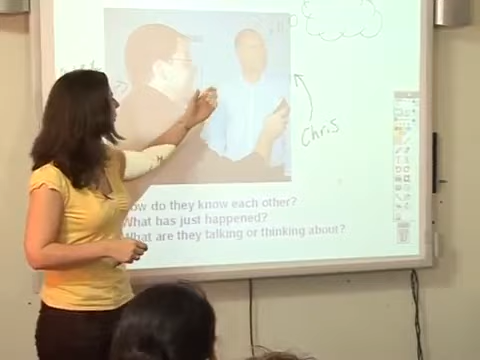 Chris
How do they know each other?
What has just happened?
What are they talking or thinking about?